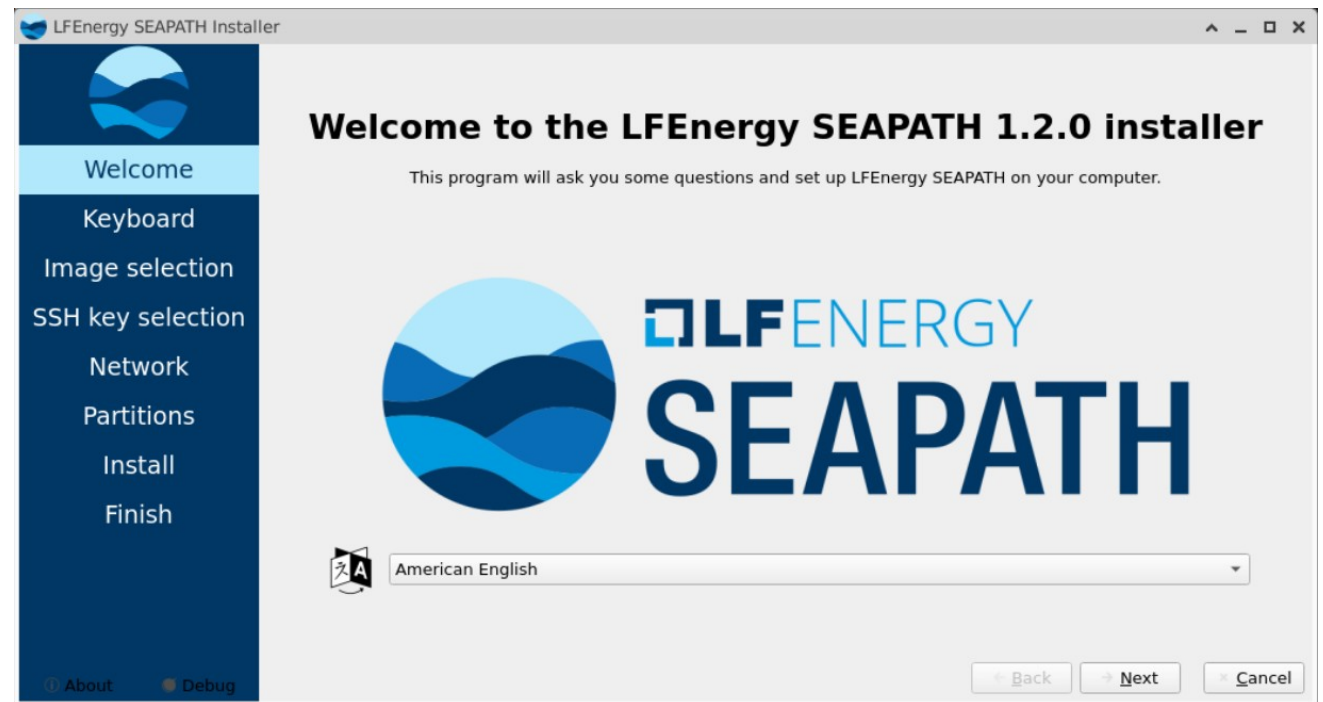 LFEnergy SEAPATH Installer
Welcome
Keyboard
Image selection
SSH key selection
Network
Partitions
Install
Finish
About
Debug
Welcome to the LFEnergy SEAPATH 1.2.0 installer
This program will ask you some questions and set up LFEnergy SEAPATH on your computer.
LFENERGY
SEAPATH
American English
Back
Next
Cancel